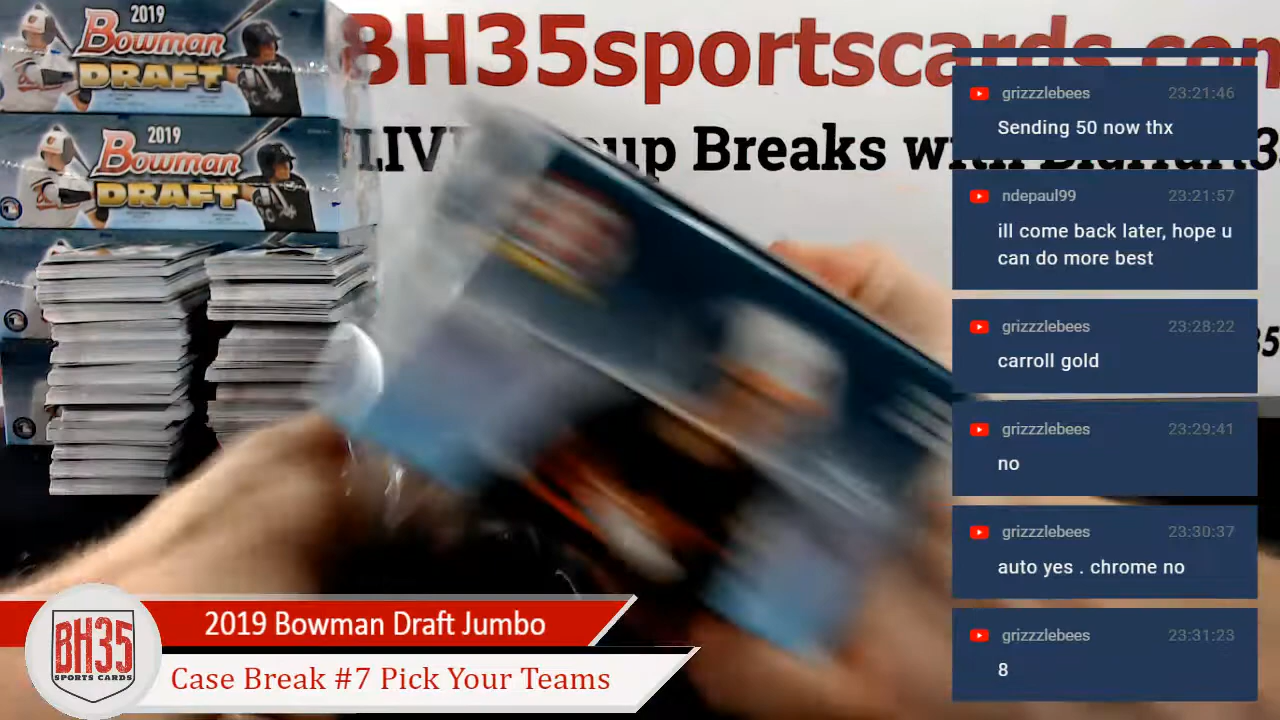 2019
Bowman
DRAFT
2019
Bowman
DRAFT
BH35sportscards.com
Breaks
grizzzlebees 23:21:46
Sending 50 now thx
ndepaul99 23:21:57
ill come back later, hope u
can do more best
grizzzlebees 23:28:22
carroll gold
grizzzlebees 23:29:41
no
grizzzlebees 23:30:37
auto yes . chrome no
grizzzlebees 23:31:23
8
BH35
SPORTS CARDS
2019 Bowman Draft Jumbo
Case Break #7 Pick Your Teams